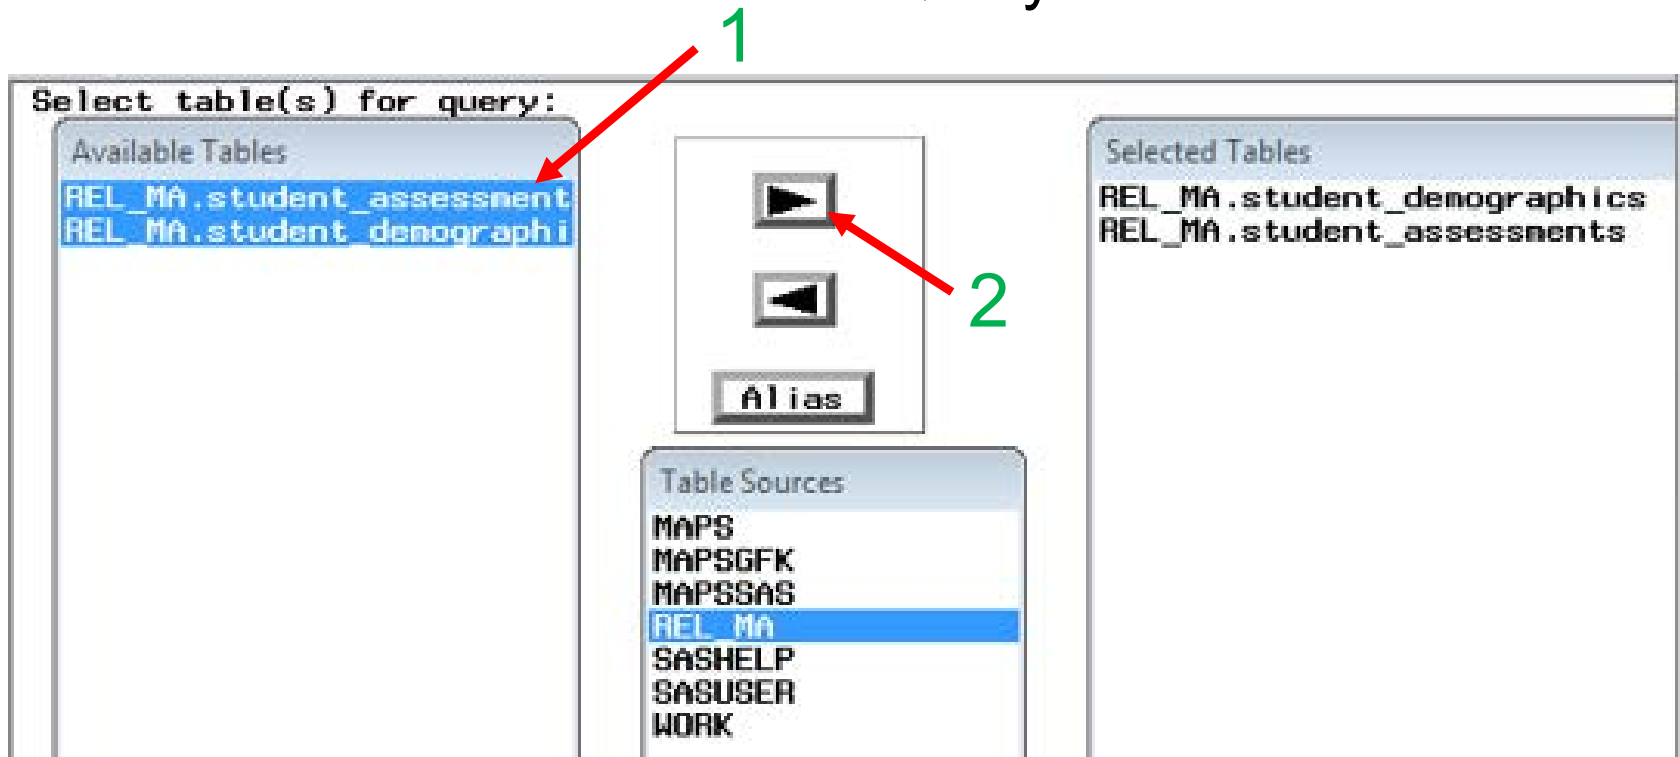 1
Select table(s) for query:
Available Tables
REL_MA.student_assessment
REL_MA.student_demographi
2
Alias
Table Sources
MAPS
MAPSGFK
MAPSSAS
REL_MA
SASHELP
SASUSER
WORK
Selected Tables
REL_MA.student_demographics
REL_MA.student_assessments